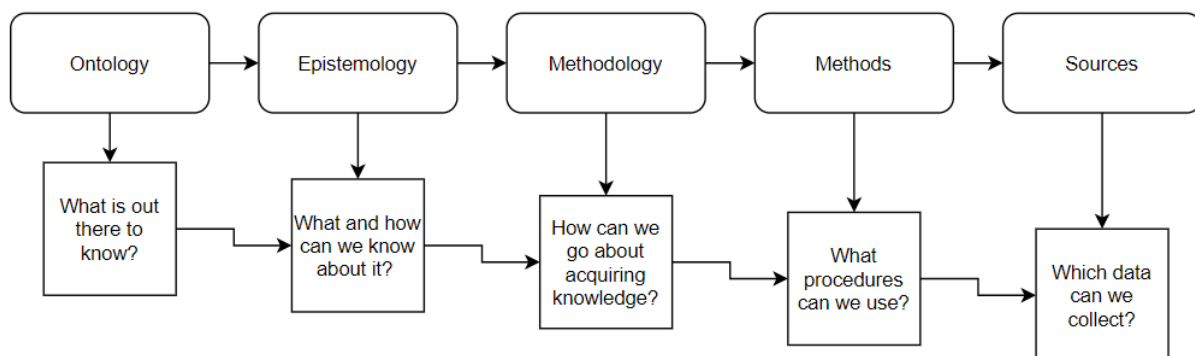 Ontology
Epistemology
Methodology
Methods
Sources
What is out
there to
know?
What and how
can we know
about it?
How can we
go about
acquiring
knowledge?
What
procedures
can we use?
Which data
can we
collect?